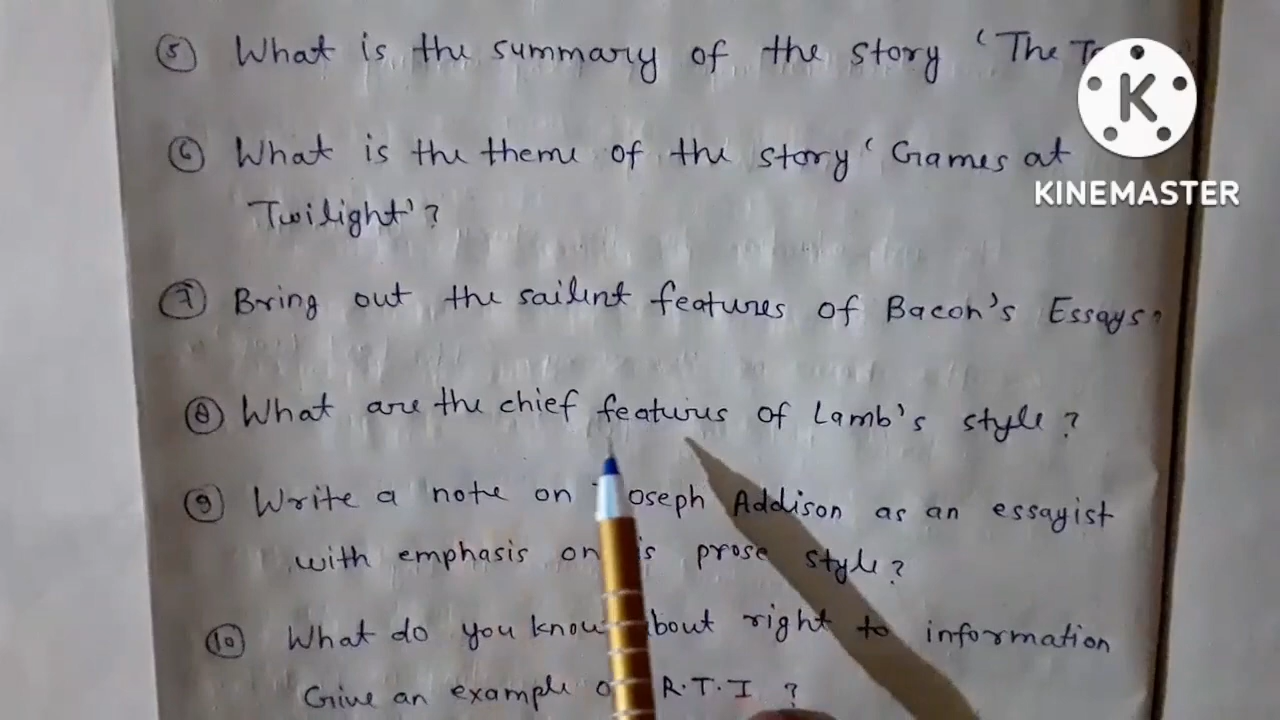 ⑤ What is the summary of the story 'The
⑥ What is the theme of the story 'Games at
Twilight'?
⑦ Bring out the sailent features of Bacon's Essays.
⑧ What are the chief features of Lamb's style?
⑨ Write a note on Joseph Addison as an essayist
with emphasis on prose style?
⑩ What do you know about right to information
Give an example R.T.I ?
K
KINEMASTER